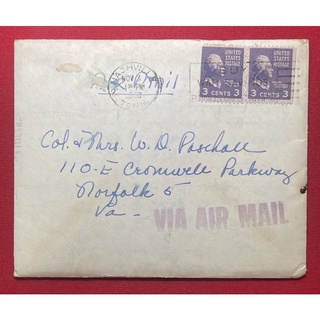 NASHVILLE
NOV
TENN.
Air Mail
UNITED STATES POSTAGE
3 CENTS 3
UNITED STATES POSTAGE
3 CENTS 3
Col. & Mrs. W. D. Paschall
110-E Cromwell Parkway
Norfolk 5
Va-
VIA AIR MAIL